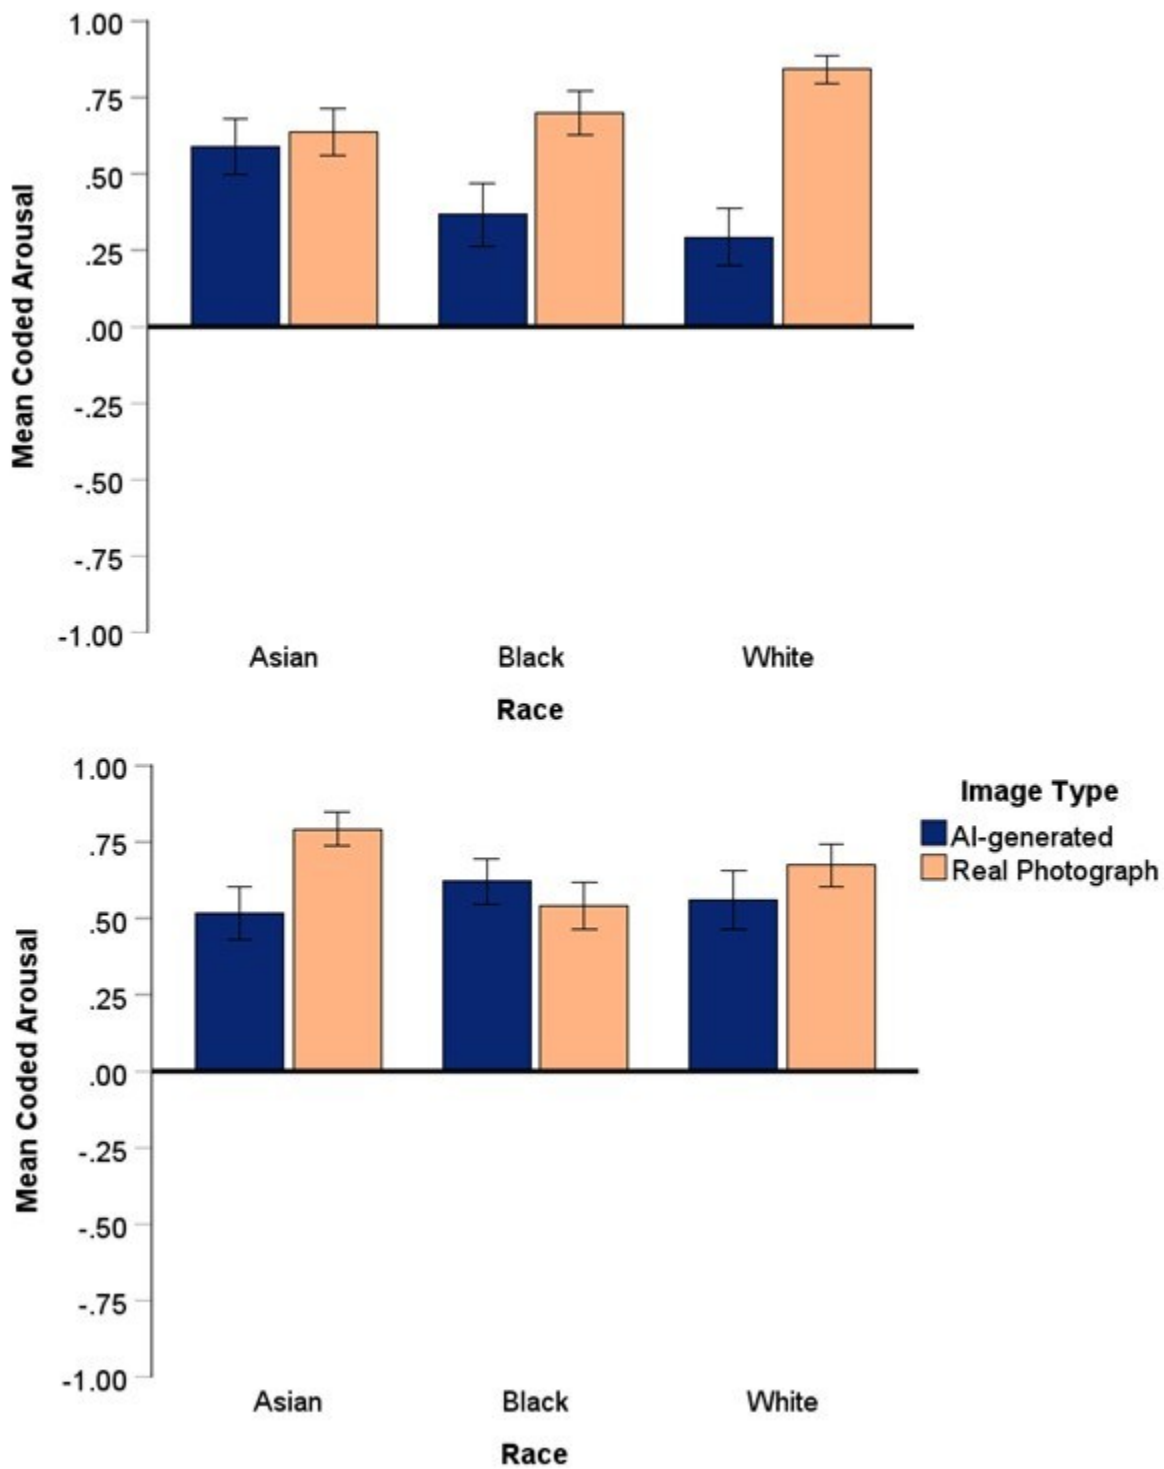 1.00
.75
.50
.25
.00
-.25
-.50
-.75
-1.00
Mean Coded Arousal
Asian Black White
Race
1.00
.75
.50
.25
.00
-.25
-.50
-.75
-1.00
Mean Coded Arousal
Asian Black White
Race
Image Type
AI-generated
Real Photograph